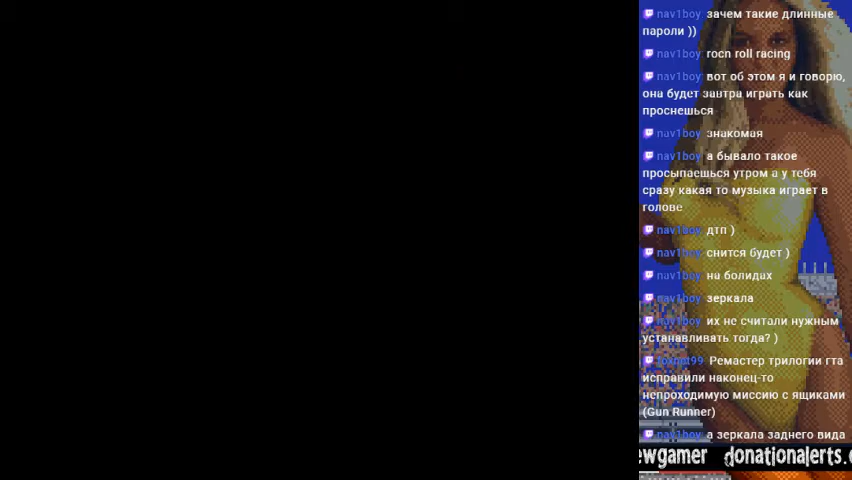 nav1boy зачем такие длинные
пароли ))
nav1boy rocn roll racing
nav1boy вот об этом я и говорю,
она будет завтра играть как
проснешься
nav1boy знакомая
nav1boy а бывало такое
просыпаешься утром а у тебя
сразу какая то музыка играет в
голове
nav1boy дтп )
nav1boy снится будет )
nav1boy на болидах
nav1boy зеркала
nav1boy их не считали нужным
устанавливать тогда? )
Ремастер трилогии гта
исправили наконец-то
непроходимую миссию с ящиками
(Gun Runner)
nav1boy а зеркала заднего вида
ewgamer donationalerts.c